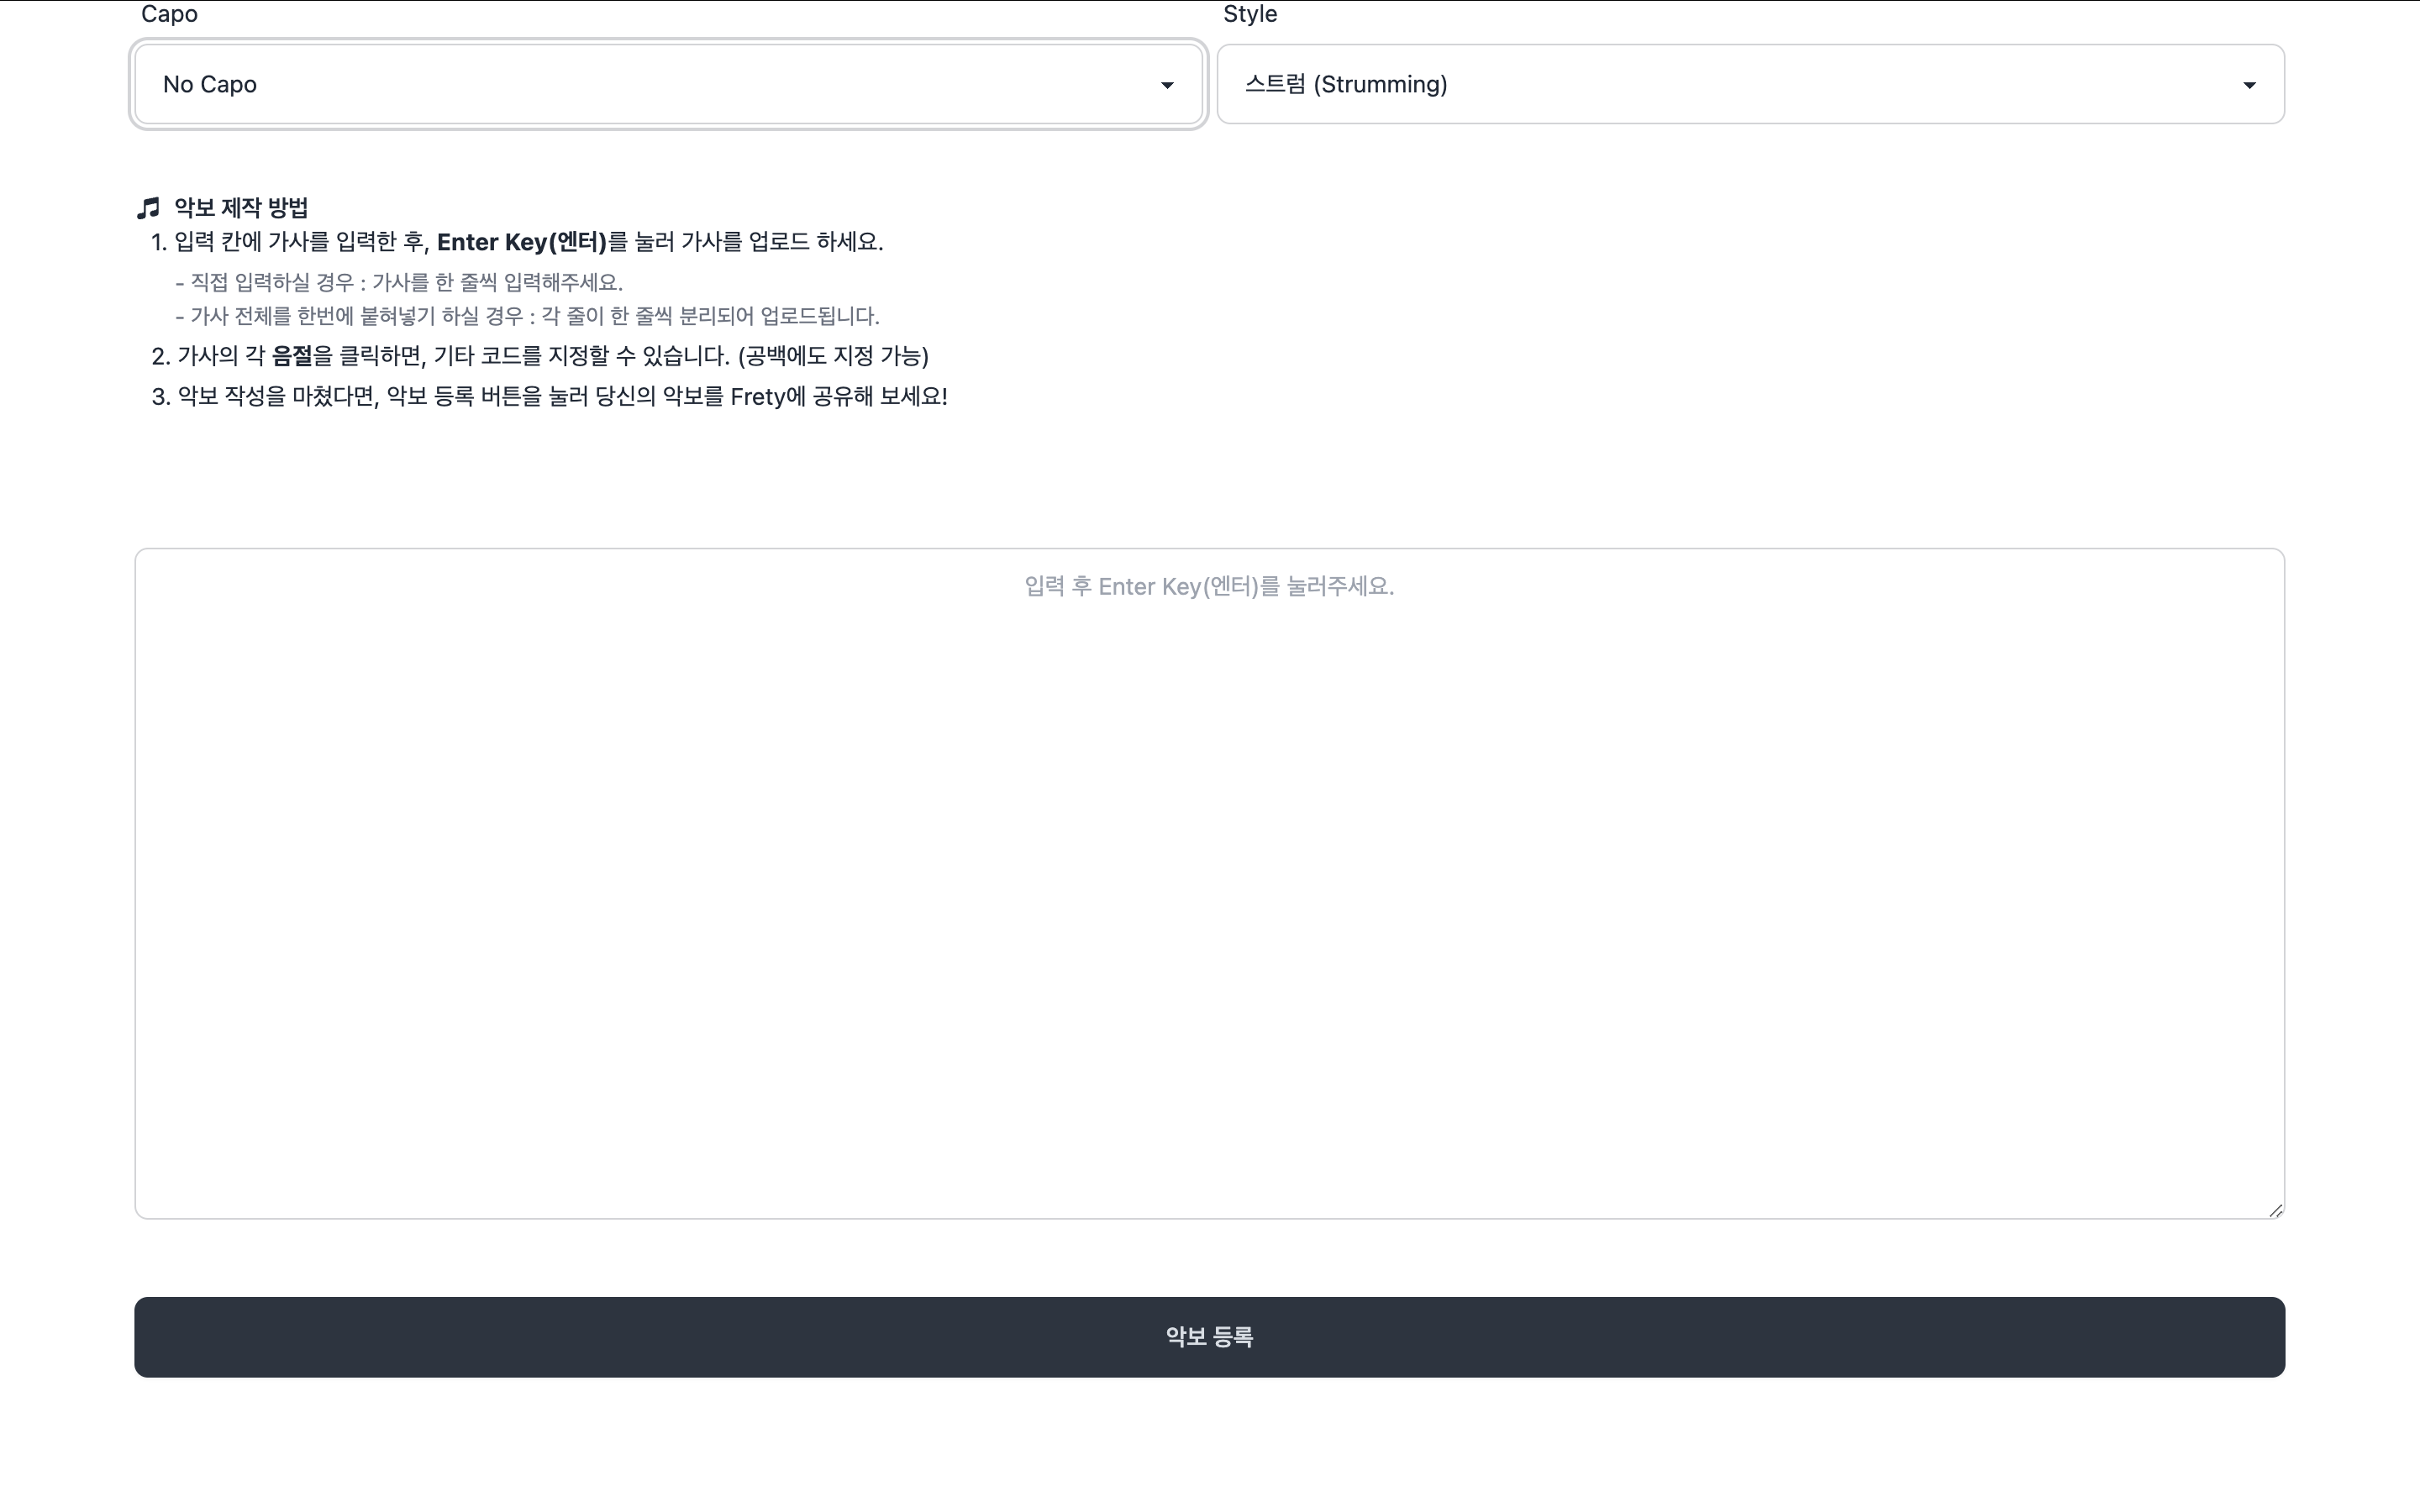 Capo
Style
No Capo
스트럼 (Strumming)
악보 제작 방법
1. 입력 칸에 가사를 입력한 후, Enter Key(엔터)를 눌러 가사를 업로드 하세요.
- 직접 입력하실 경우 : 가사를 한 줄씩 입력해주세요.
- 가사 전체를 한번에 붙혀넣기 하실 경우 : 각 줄이 한 줄씩 분리되어 업로드됩니다.
2. 가사의 각 음절을 클릭하면, 기타 코드를 지정할 수 있습니다. (공백에도 지정 가능)
3. 악보 작성을 마쳤다면, 악보 등록 버튼을 눌러 당신의 악보를 Frety에 공유해 보세요!
입력 후 Enter Key(엔터)를 눌러주세요.
악보 등록